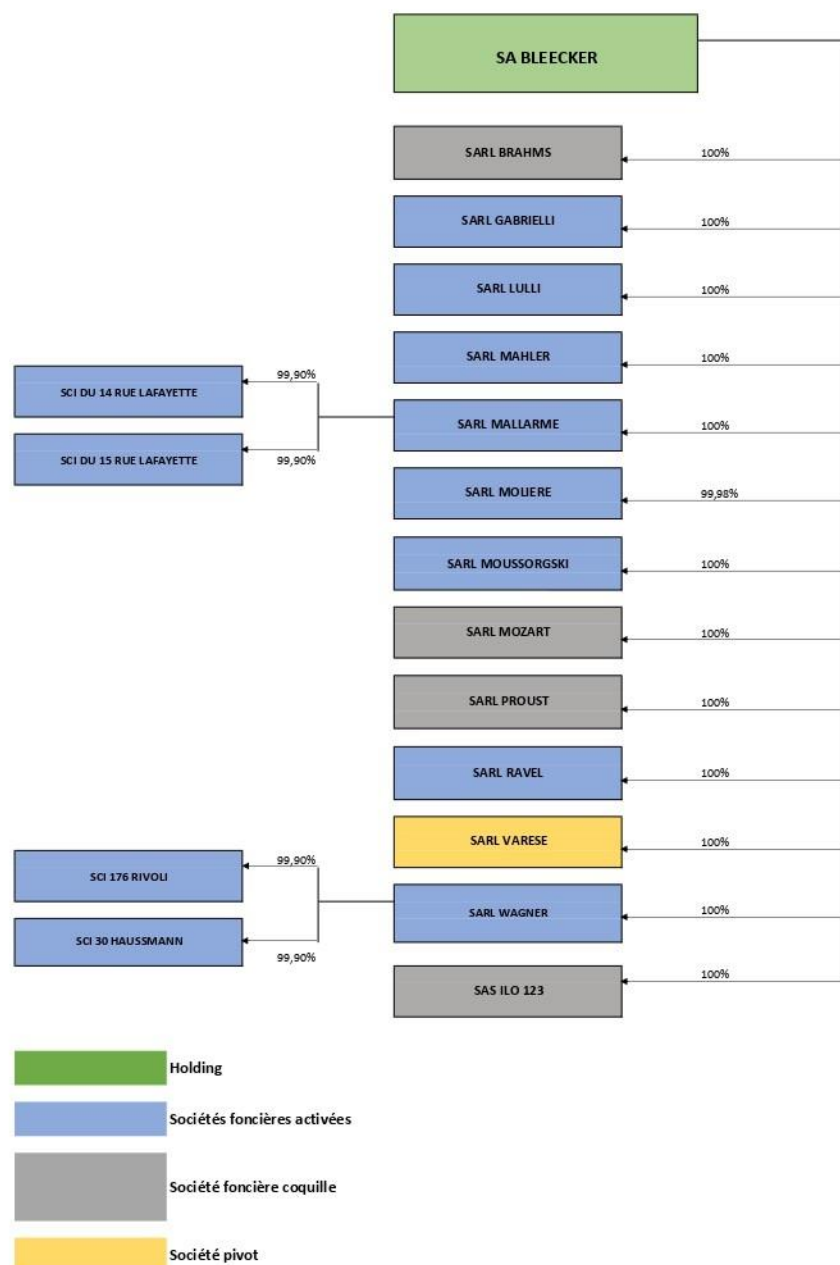 SA BLEECKER
SARL BRAHMS
100%
SARL GABRIELLI
100%
SARL LULLI
100%
SARL MAHLER
100%
99,90%
SCI DU 14 RUE LAFAYETTE
SARL MALLARME
100%
SCI DU 15 RUE LAFAYETTE
99,90%
SARL MOLIERE
99,98%
SARL MOUSSORGSKI
100%
SARL MOZART
100%
SARL PROUST
100%
SARL RAVEL
100%
SARL VARESE
100%
99,90%
SCI 176 RIVOLI
SARL WAGNER
100%
SCI 30 HAUSSMANN
99,90%
SAS ILO 123
100%
Holding
Sociétés foncières activées
Société foncière coquille
Société pivot